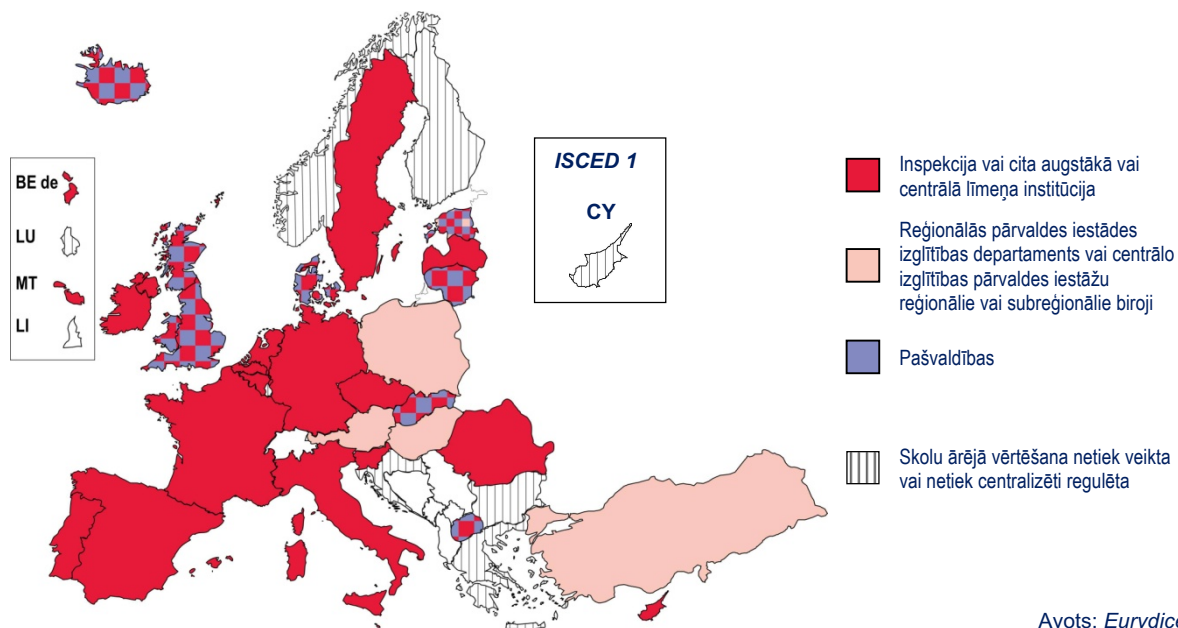 BE de
LU
MT
LI
ISCED 1
CY
Inspekcija vai cita augstākā vai
centrālā līmeņa institūcija
Reģionālās pārvaldes iestādes
izglītības departaments vai centrālo
izglītības pārvaldes iestāžu
reģionālie vai subreģionālie biroji
Pašvaldības
Skolu ārējā vērtēšana netiek veikta
vai netiek centralizēti regulēta
Avots: Eurydice